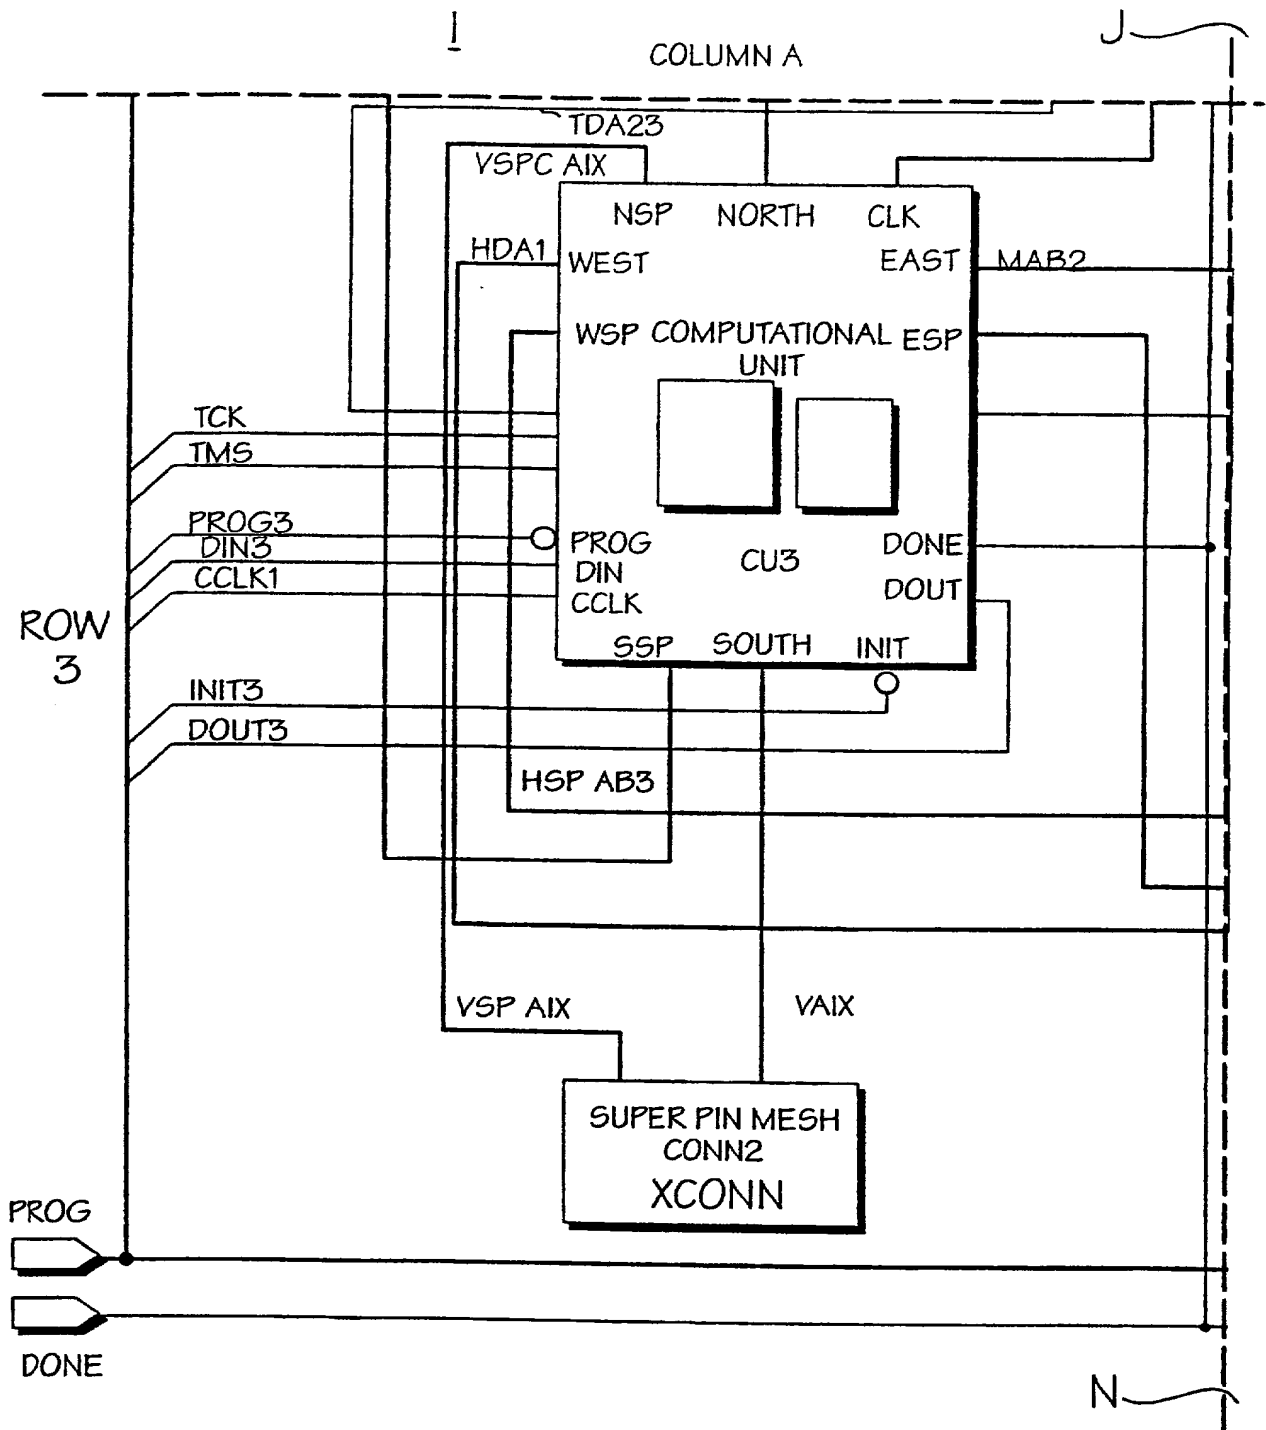 I
J
COLUMN A
TDA23
VSPC AIX
NSP NORTH CLK
HDA1 WEST EAST MAB2
WSP COMPUTATIONAL UNIT ESP
TCK
TMS
PROG3
DIN3
CCLK1
PROG
DIN
CCLK
CU3
DONE
DOUT
ROW
3
SSP SOUTH INIT
INIT3
DOUT3
HSP AB3
VSP AIX
VAIX
SUPER PIN MESH
CONN2
XCONN
PROG
DONE
N